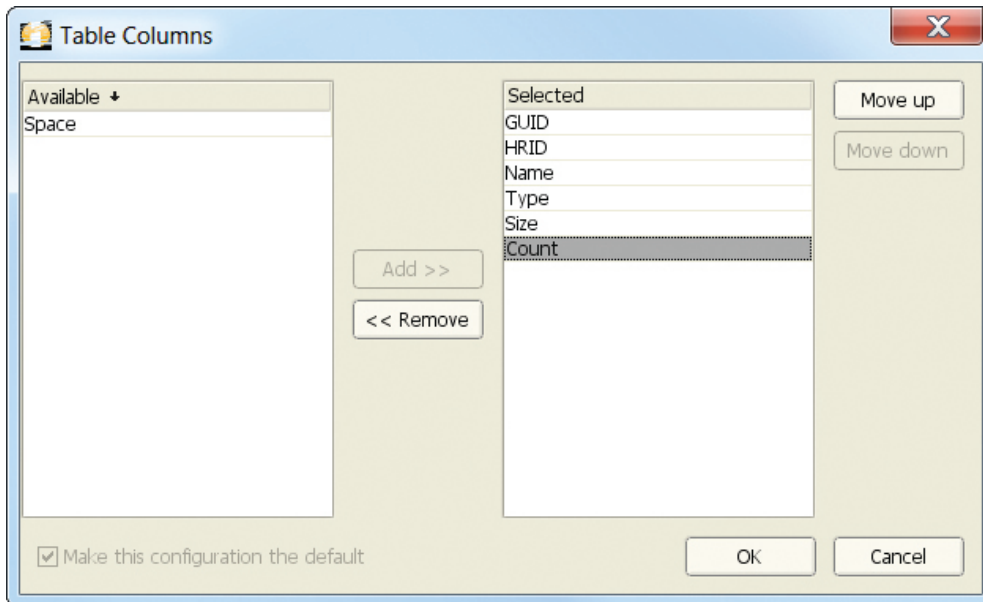 Table Columns
Available
Space
Selected
GUID
HRID
Name
Type
Size
Count
Add >>
<< Remove
Move up
Move down
Make this configuration the default
OK
Cancel